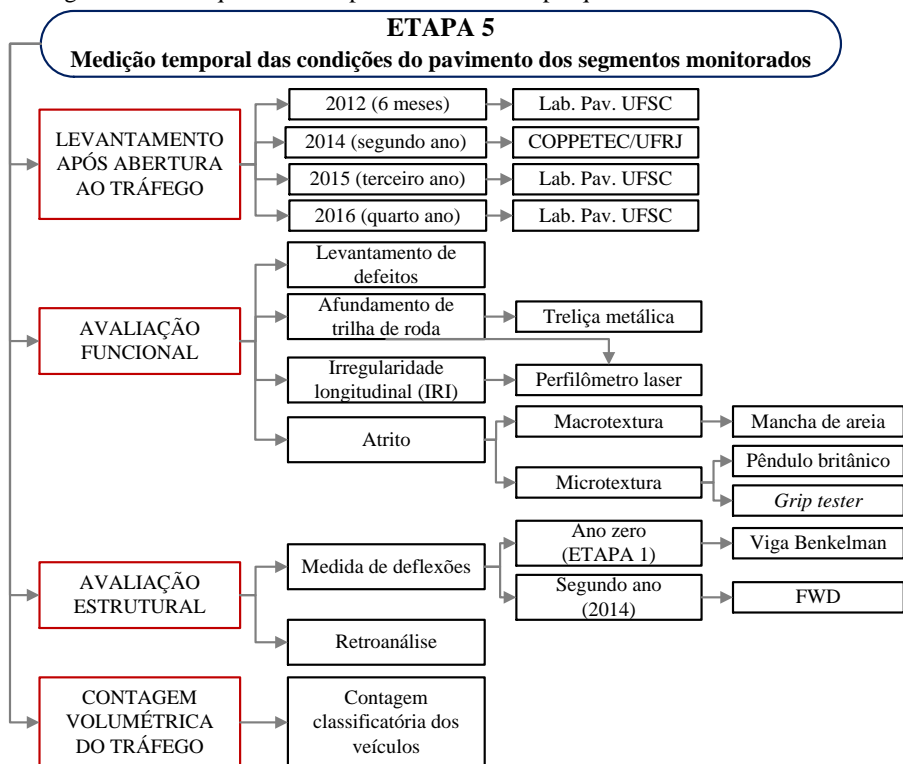 ETAPA 5
Medição temporal das condições do pavimento dos segmentos monitorados
LEVANTAMENTO
APÓS ABERTURA
AO TRÁFEGO
2012 (6 meses)
Lab. Pav. UFSC
2014 (segundo ano)
COPPETEC/UFRJ
2015 (terceiro ano)
Lab. Pav. UFSC
2016 (quarto ano)
Lab. Pav. UFSC
AVALIAÇÃO
FUNCIONAL
Levantamento de
defeitos
Afundamento de
trilha de roda
Treliça metálica
Irregularidade
longitudinal (IRI)
Perfilômetro laser
Atrito
Macrotextura
Mancha de areia
Microtextura
Pêndulo britânico
Grip tester
AVALIAÇÃO
ESTRUTURAL
Medida de deflexões
Ano zero
(ETAPA 1)
Viga Benkelman
Segundo ano
(2014)
FWD
Retroanálise
CONTAGEM
VOLUMÉTRICA
DO TRÁFEGO
Contagem
classificatória dos
veículos